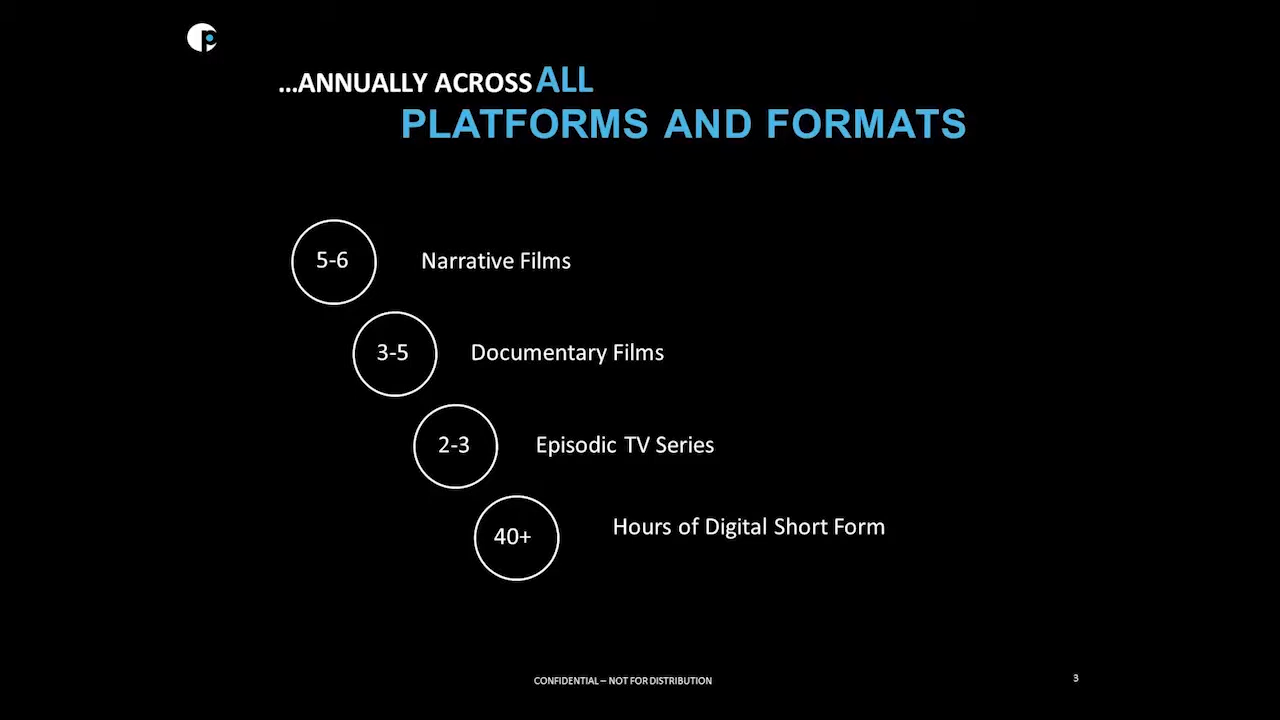 ...ANNUALLY ACROSS ALL
PLATFORMS AND FORMATS
5-6 Narrative Films
3-5 Documentary Films
2-3 Episodic TV Series
40+ Hours of Digital Short Form
CONFIDENTIAL – NOT FOR DISTRIBUTION
3